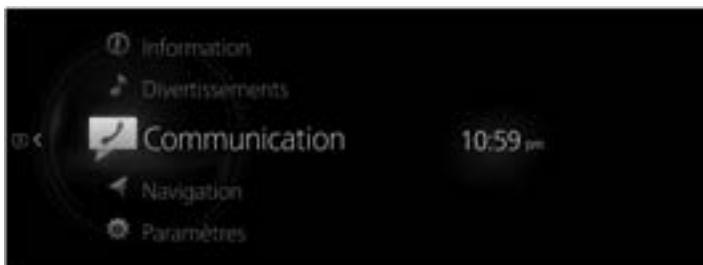 Information
Divertissements
Communication
10:59 pm
Navigation
Paramètres